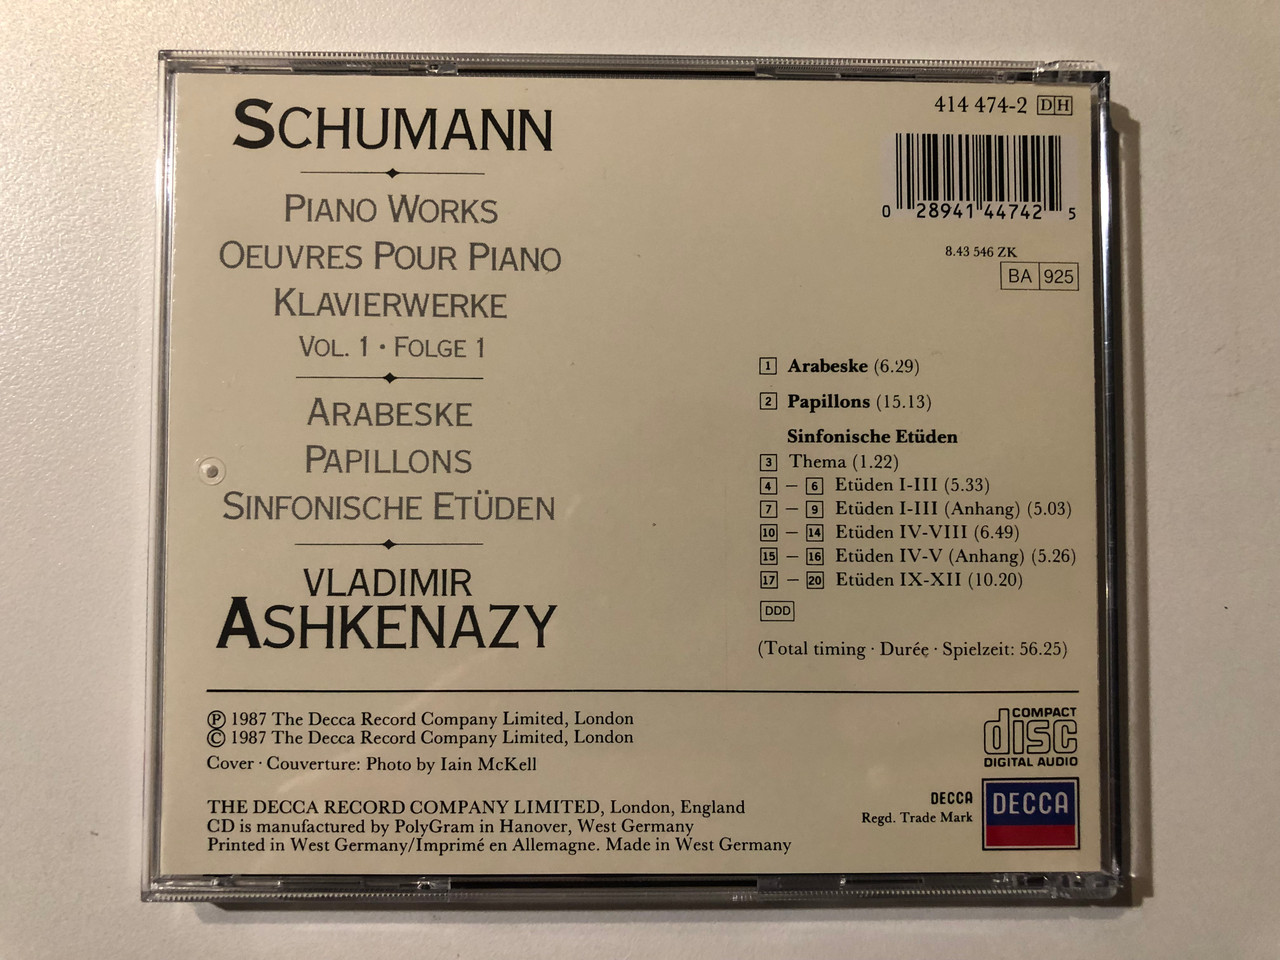 SCHUMANN
PIANO WORKS
OEUVRES POUR PIANO
KLAVIERWERKE
VOL. 1 · FOLGE 1
ARABESKE
PAPILLONS
SINFONISCHE ETÜDEN
VLADIMIR
ASHKENAZY
414 474-2 DH
0 28941 44742 5
8.43 546 ZK
BA 925
1 Arabeske (6.29)
2 Papillons (15.13)
Sinfonische Etüden
3 Thema (1.22)
4 – 6 Etüden I-III (5.33)
7 – 9 Etüden I-III (Anhang) (5.03)
10 – 14 Etüden IV-VIII (6.49)
15 – 16 Etüden IV-V (Anhang) (5.26)
17 – 20 Etüden IX-XII (10.20)
DDD
(Total timing · Durée · Spielzeit: 56.25)
Ⓟ 1987 The Decca Record Company Limited, London
© 1987 The Decca Record Company Limited, London
Cover · Couverture: Photo by Iain McKell
THE DECCA RECORD COMPANY LIMITED, London, England
CD is manufactured by PolyGram in Hanover, West Germany
Printed in West Germany/Imprimé en Allemagne. Made in West Germany
COMPACT
disc
DIGITAL AUDIO
DECCA
Regd. Trade Mark
DECCA